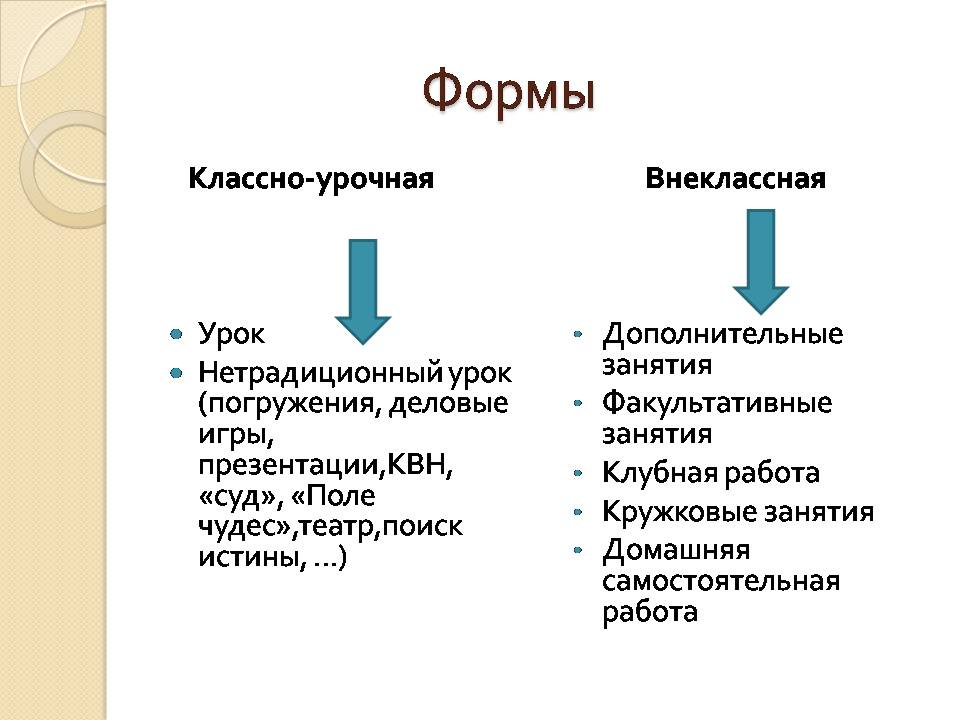 Формы
Классно-урочная
Внеклассная
• Урок
• Нетрадиционный урок
(погружения, деловые
игры,
презентации,КВН,
«суд», «Поле
чудес»,театр,поиск
истины, ...)
• Дополнительные
занятия
• Факультативные
занятия
• Клубная работа
• Кружковые занятия
• Домашняя
самостоятельная
работа